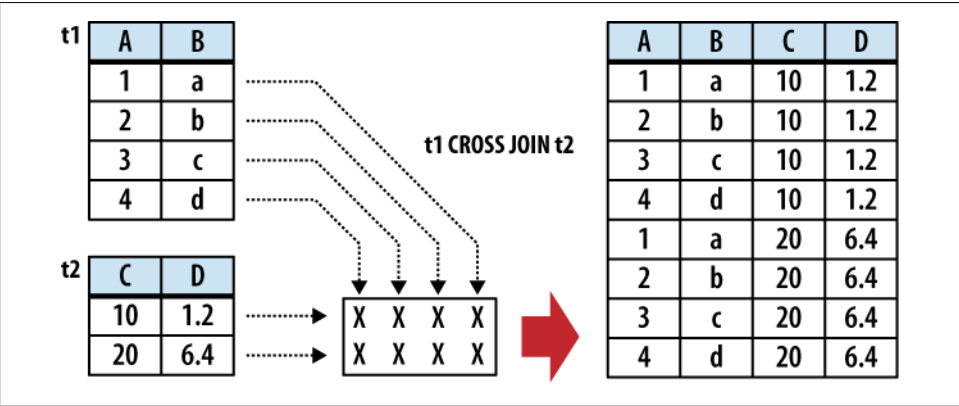 t1
A B
1 a
2 b
3 c
4 d
t2
C D
10 1.2
20 6.4
t1 CROSS JOIN t2
X X X X
X X X X
A B C D
1 a 10 1.2
2 b 10 1.2
3 c 10 1.2
4 d 10 1.2
1 a 20 6.4
2 b 20 6.4
3 c 20 6.4
4 d 20 6.4